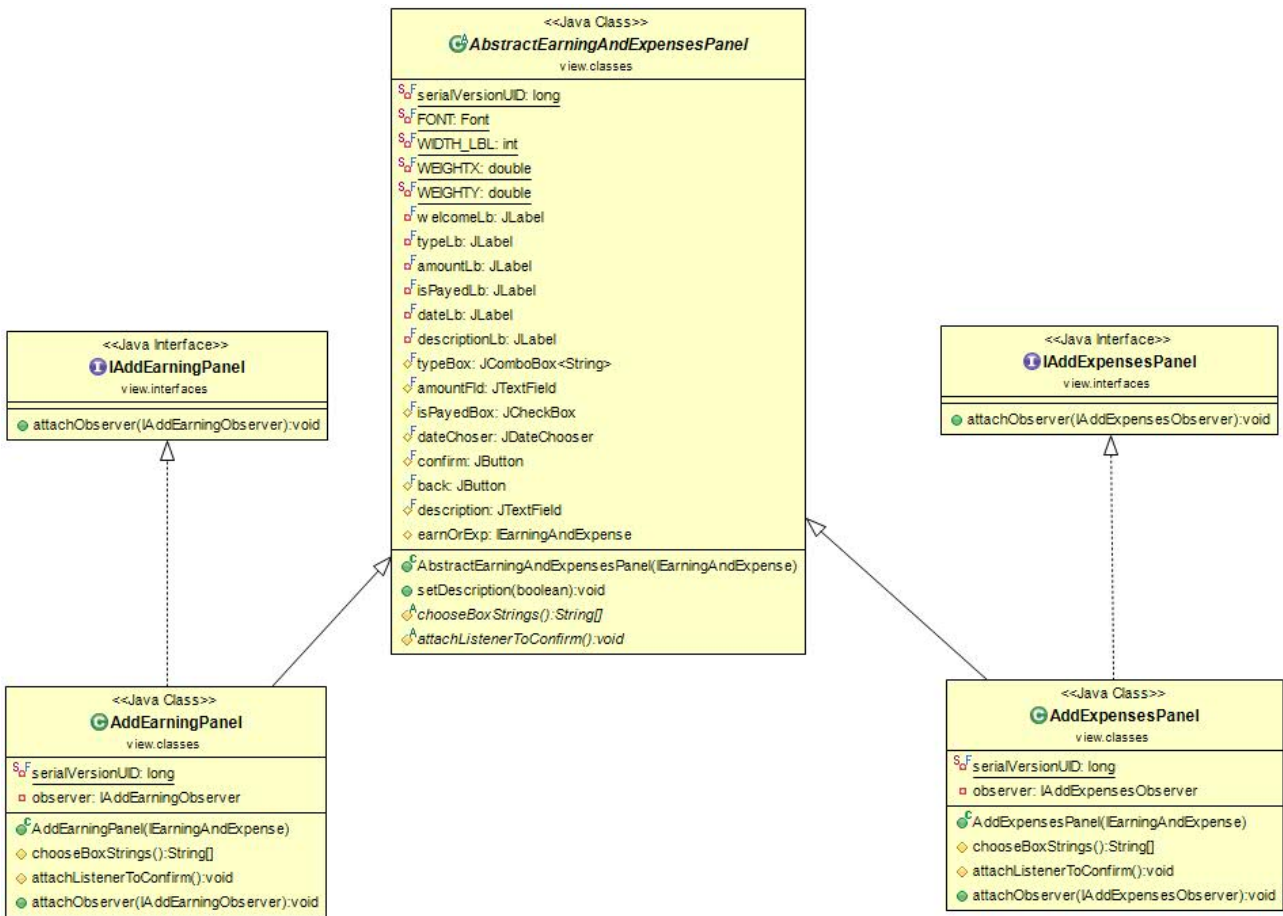 <<Java Class>>
AbstractEarningAndExpensesPanel
view.classes
serialVersionUID: long
FONT: Font
WIDTH_LBL: int
WEIGHTX: double
WEIGHTY: double
welcomeLb: JLabel
typeLb: JLabel
amountLb: JLabel
isPayedLb: JLabel
dateLb: JLabel
descriptionLb: JLabel
typeBox: JComboBox<String>
amountFld: JTextField
isPayedBox: JCheckBox
dateChoser: JDateChooser
confirm: JButton
back: JButton
description: JTextField
earnOrExp: IEarningAndExpense
AbstractEarningAndExpensesPanel(IEarningAndExpense)
setDescription(boolean):void
chooseBoxStrings():String[]
attachListenerToConfirm():void
<<Java Interface>>
IAddEarningPanel
view.interfaces
attachObserver(IAddEarningObserver):void
<<Java Interface>>
IAddExpensesPanel
view.interfaces
attachObserver(IAddExpensesObserver):void
<<Java Class>>
AddEarningPanel
view.classes
serialVersionUID: long
observer: IAddEarningObserver
AddEarningPanel(IEarningAndExpense)
chooseBoxStrings():String[]
attachListenerToConfirm():void
attachObserver(IAddEarningObserver):void
<<Java Class>>
AddExpensesPanel
view.classes
serialVersionUID: long
observer: IAddExpensesObserver
AddExpensesPanel(IEarningAndExpense)
chooseBoxStrings():String[]
attachListenerToConfirm():void
attachObserver(IAddExpensesObserver):void